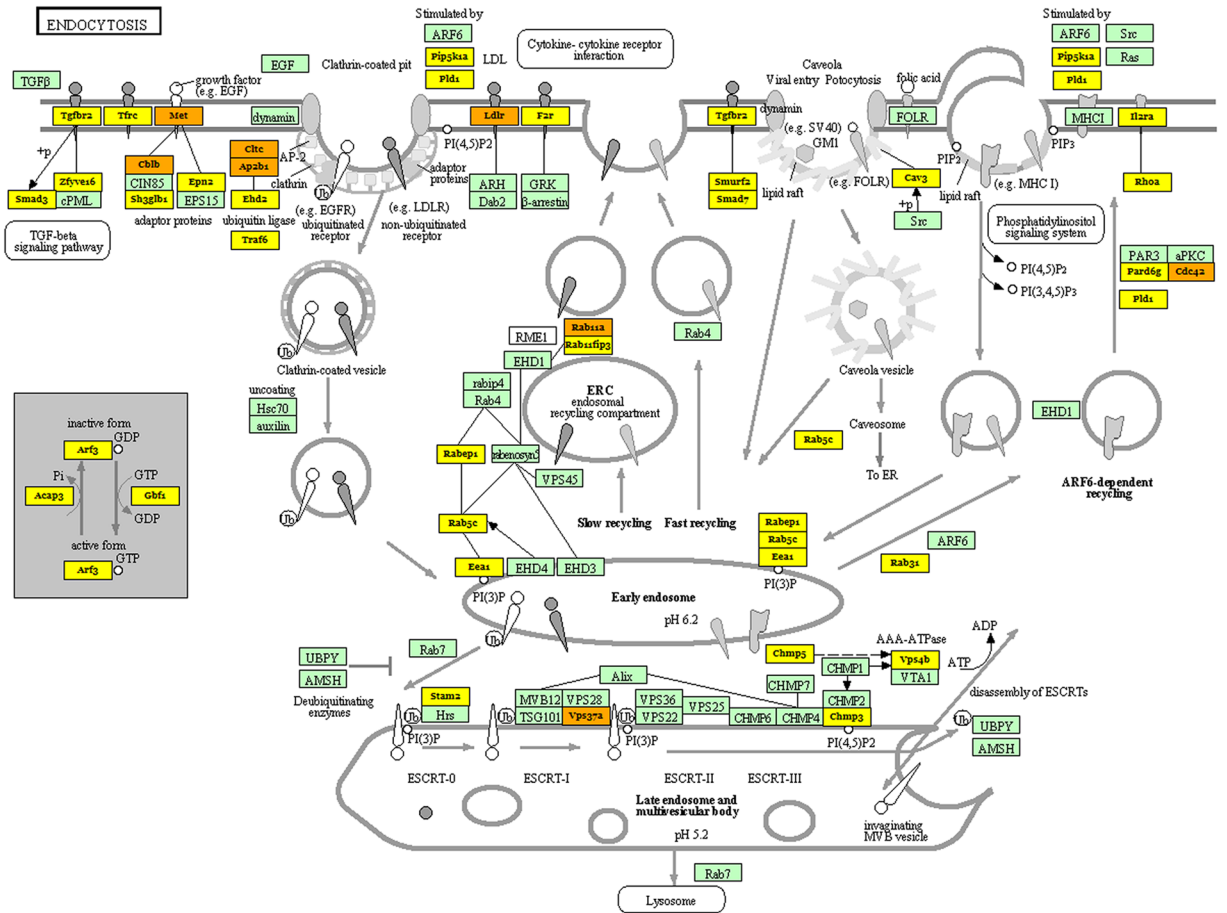 ENDOCYTOSIS
Stimulated by
ARF6
Pip5k1a
Pld1
LDL
Cytokine- cytokine receptor
interaction
Stimulated by
ARF6
Src
Pip5k1a
Ras
Pld1
TGFβ
growth factor
(e.g. EGF)
EGF
Clathrin-coated pit
Caveola
Viral entry Potocytosis
folic acid
Tgfbr2
Tfrc
Met
dynamin
Ldlr
F2r
Tgfbr2
dynamin
FOLR
MHCI
Il2ra
+p
Cblb
CIN85
Sh3glb1
Epn2
EPS15
adaptor proteins
Zfyve16
Smad3
cPML
TGF-beta
signaling pathway
Cltc
Ap2b1
Ehd2
ubiquitin ligase
Traf6
AP-2
clathrin
Ub
(e.g. EGFR)
ubiquitinated
receptor
(e.g. LDLR)
non-ubiquitinated
receptor
adaptor
proteins
PI(4,5)P2
ARH
Dab2
GRK
β-arrestin
Smurf2
Smad7
(e.g. SV40)
GM1
lipid raft
(e.g. FOLR)
Cav3
+p
Src
PIP2
lipid raft
(e.g. MHC I)
PIP3
Rhoa
Phosphatidylinositol
signaling system
PI(4,5)P2
PI(3,4,5)P3
PAR3
aPKC
Pard6g
Cdc42
Pld1
Ub
Clathrin-coated vesicle
RME1
Rab11a
Rab11fip3
Rab4
EHD1
Caveola vesicle
uncoating
Hsc70
auxilin
rabip4
Rab4
ERC
endosomal
recycling compartment
EHD1
Rabep1
rabenosyn5
VPS45
Rab5c
Caveosome
To ER
ARF6-dependent
recycling
inactive form
Arf3
GDP
Pi
GTP
Acap3
Gbf1
GDP
active form
GTP
Arf3
Ub
Slow recycling
Fast recycling
Rab5c
Rabep1
Rab5c
Eea1
PI(3)P
Eea1
EHD4
EHD3
PI(3)P
ARF6
Rab31
Early endosome
pH 6.2
Ub
UBPY
AMSH
Deubiquitinating
enzymes
Rab7
Chmp5
AAA-ATPase
ADP
CHMP1
Vps4b
VTA1
ATP
disassembly of ESCRTs
Alix
CHMP7
Stam2
Hrs
MVB12
VPS28
TSG101
Vps37a
VPS36
VPS22
VPS25
CHMP6
CHMP4
CHMP2
Chmp3
Ub
Ub
Ub
Ub
UBPY
AMSH
PI(3)P
PI(3)P
PI(4,5)P2
ESCRT-0
ESCRT-I
ESCRT-II
ESCRT-III
Late endosome and
multivesicular body
pH 5.2
invaginating
MVB vesicle
Rab7
Lysosome